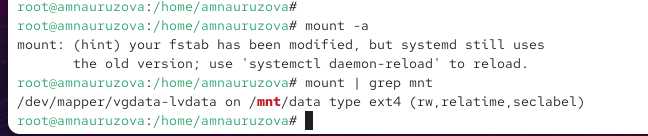 root@amnauruzova:/home/amnauruzova#
root@amnauruzova:/home/amnauruzova# mount -a
mount: (hint) your fstab has been modified, but systemd still uses
       the old version; use 'systemctl daemon-reload' to reload.
root@amnauruzova:/home/amnauruzova# mount | grep mnt
/dev/mapper/vgdata-lvdata on /mnt/data type ext4 (rw,relatime,seclabel)
root@amnauruzova:/home/amnauruzova#